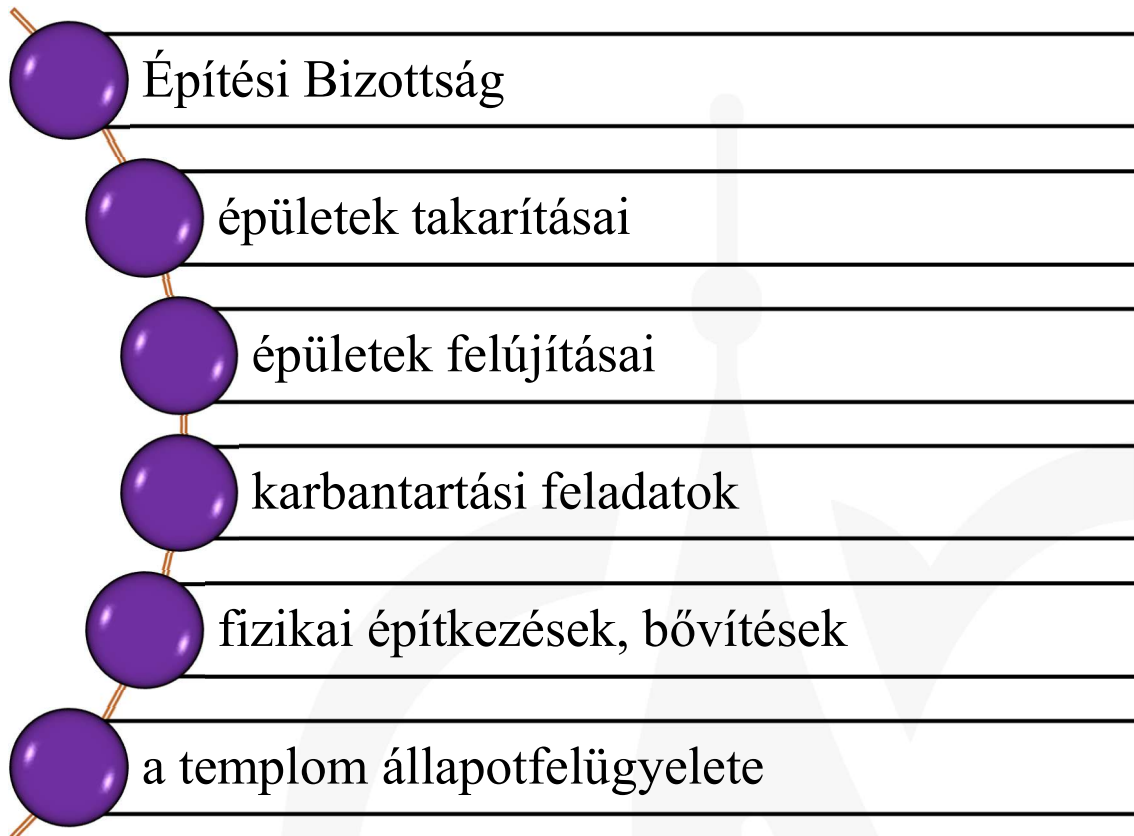 Építési Bizottság
épületek takarításai
épületek felújításai
karbantartási feladatok
fizikai építkezések, bővítések
a templom állapotfelügyelete